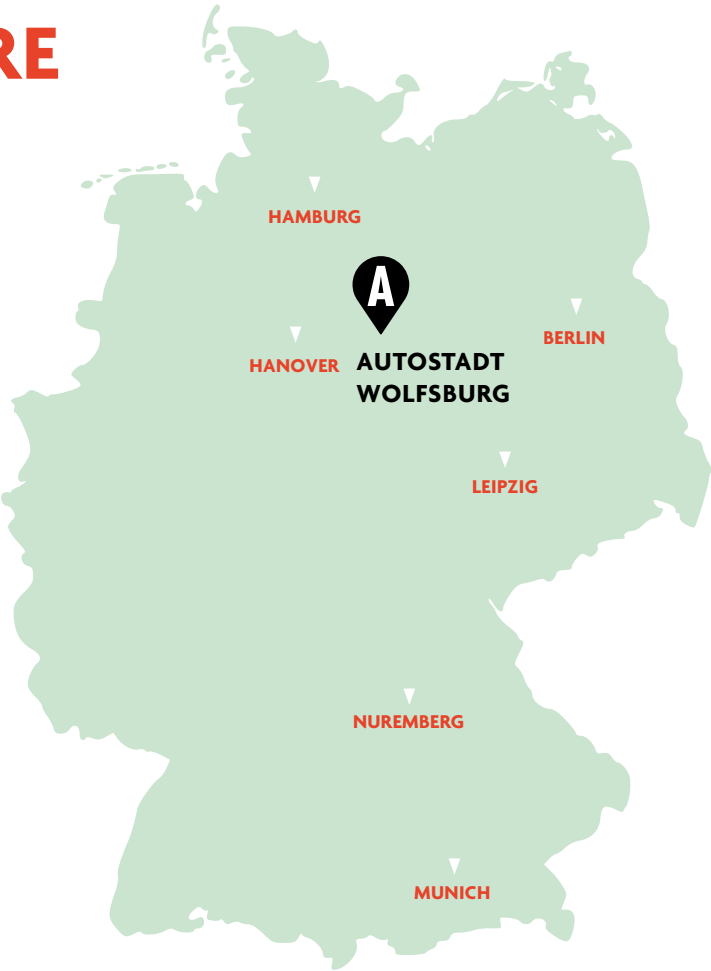 RE
HAMBURG
A
BERLIN
HANOVER
AUTOSTADT
WOLFSBURG
LEIPZIG
NUREMBERG
MUNICH